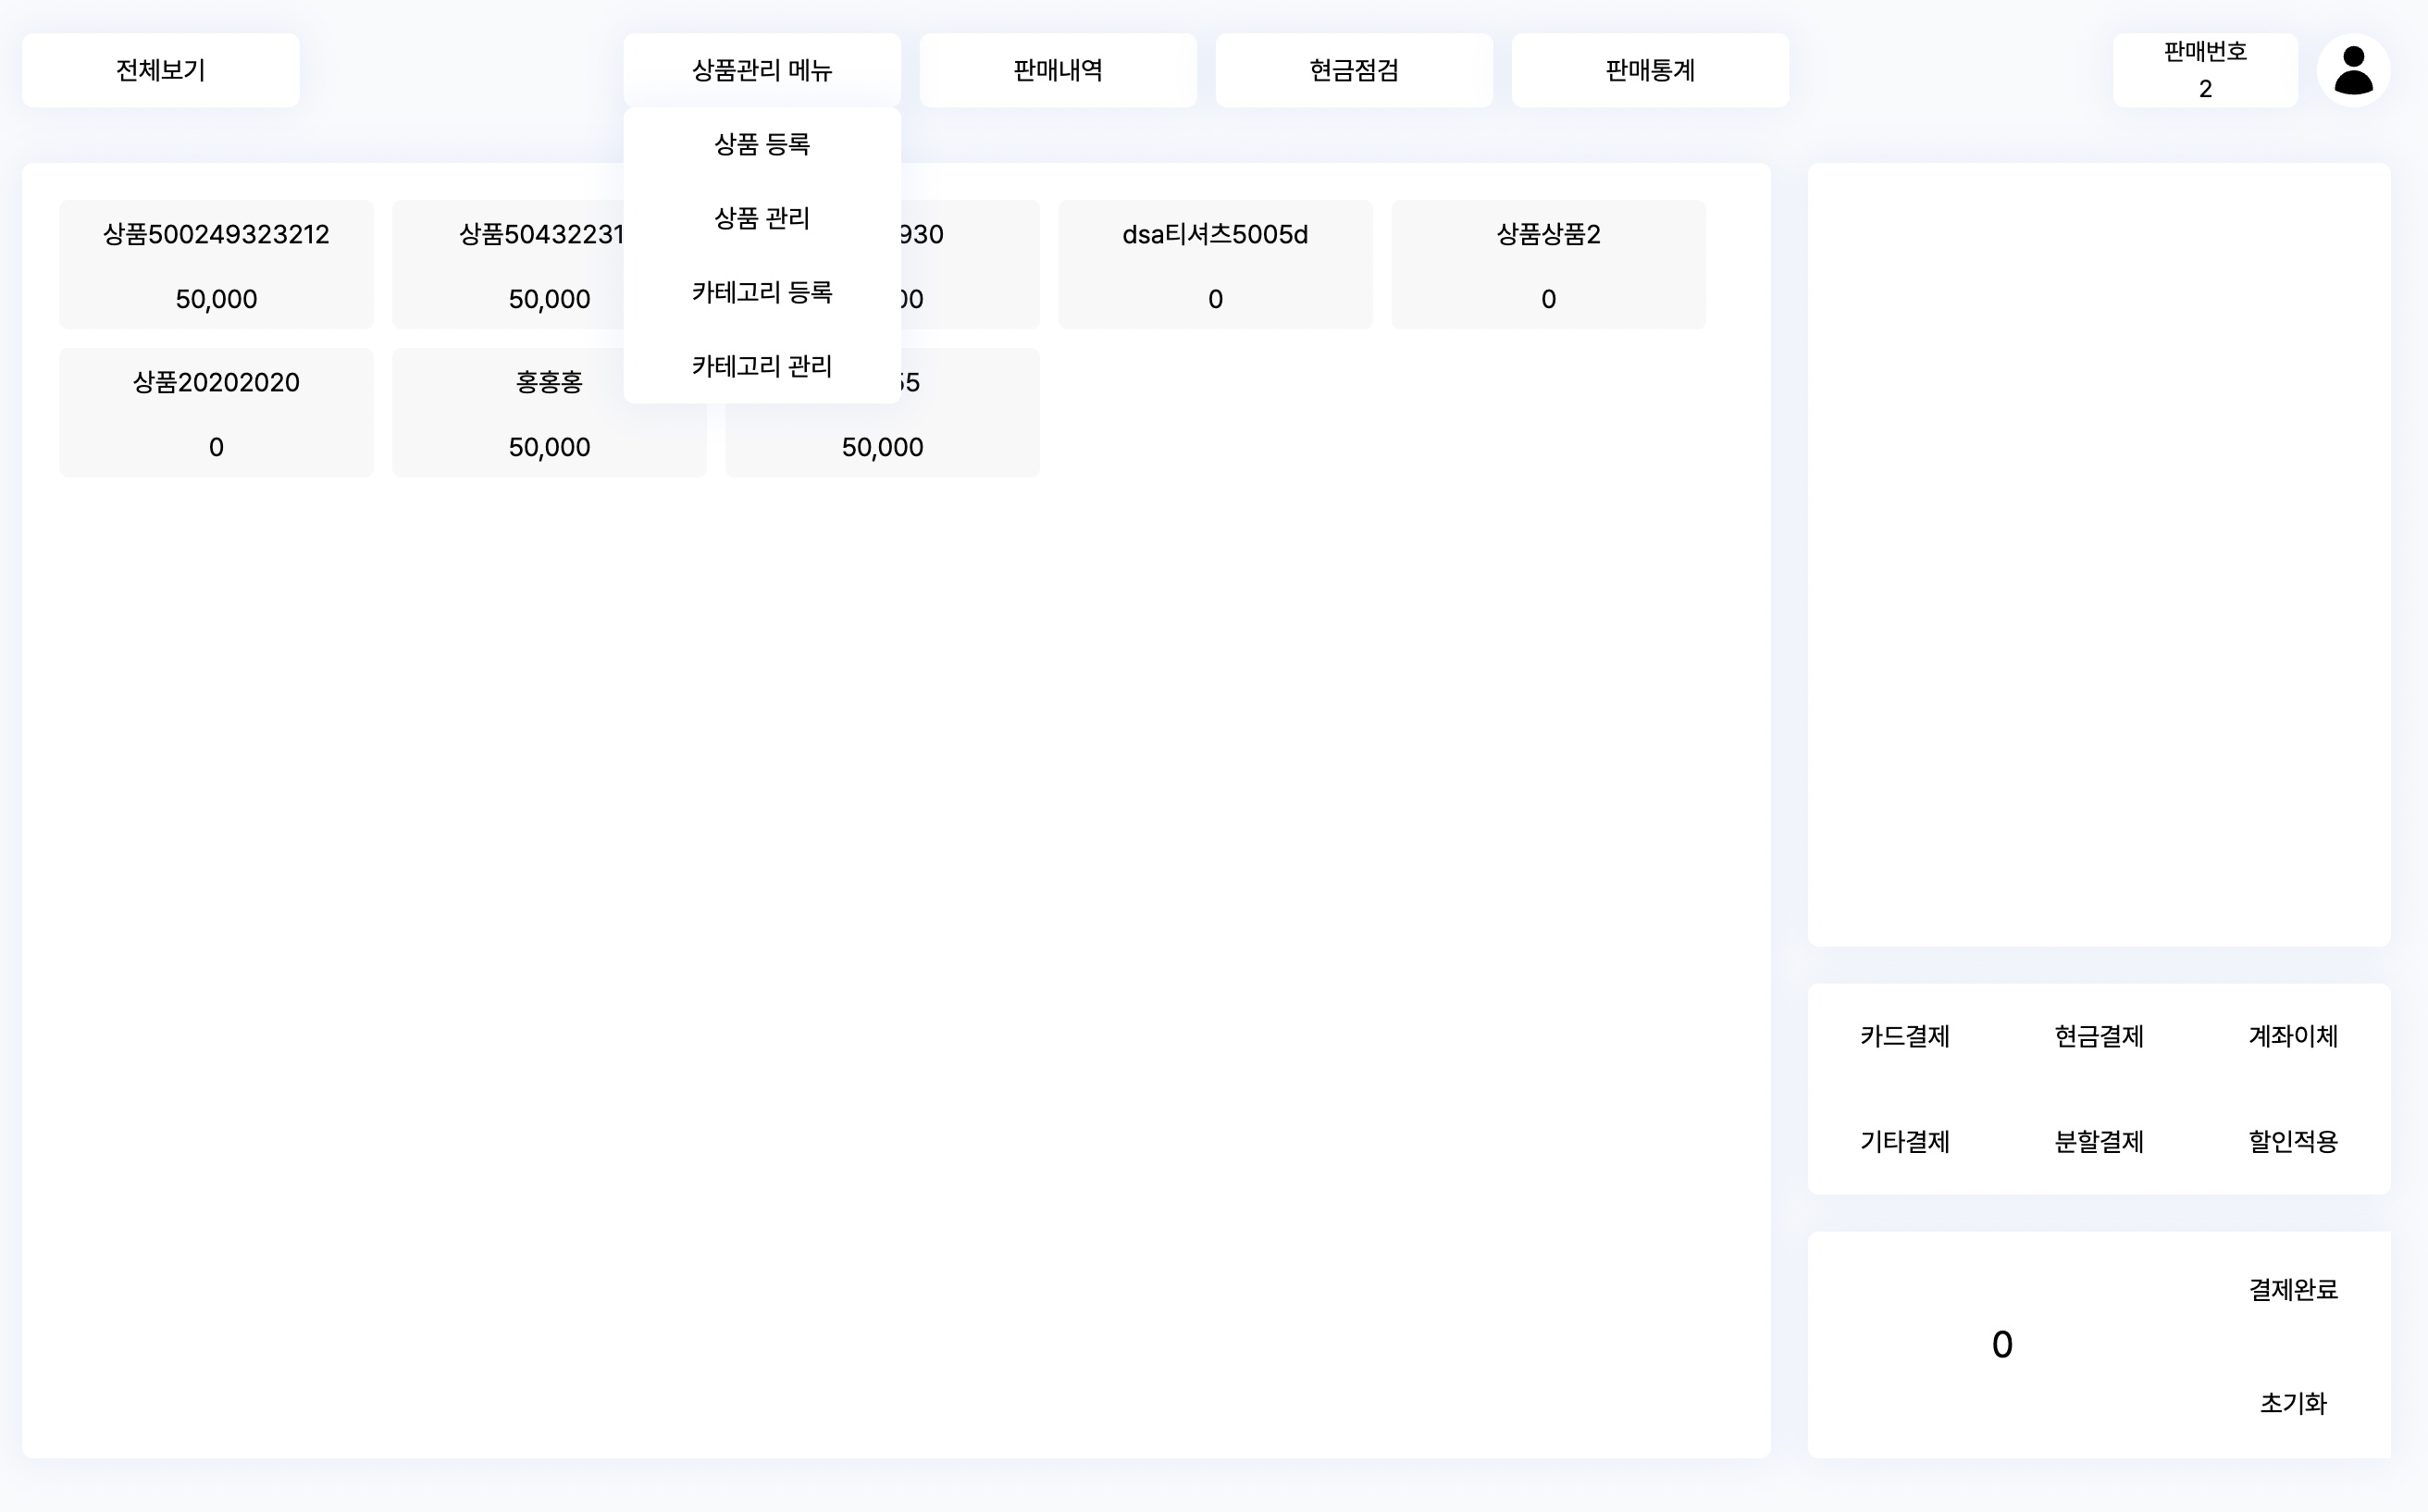 전체보기
상품관리 메뉴
판매내역
현금점검
판매통계
판매번호
2
상품 등록
상품 관리
카테고리 등록
카테고리 관리
상품500249323212
50,000
상품50432231
50,000
930
00
dsa티셔츠5005d
0
상품상품2
0
상품20202020
0
홍홍홍
50,000
55
50,000
카드결제
현금결제
계좌이체
기타결제
분할결제
할인적용
0
결제완료
초기화